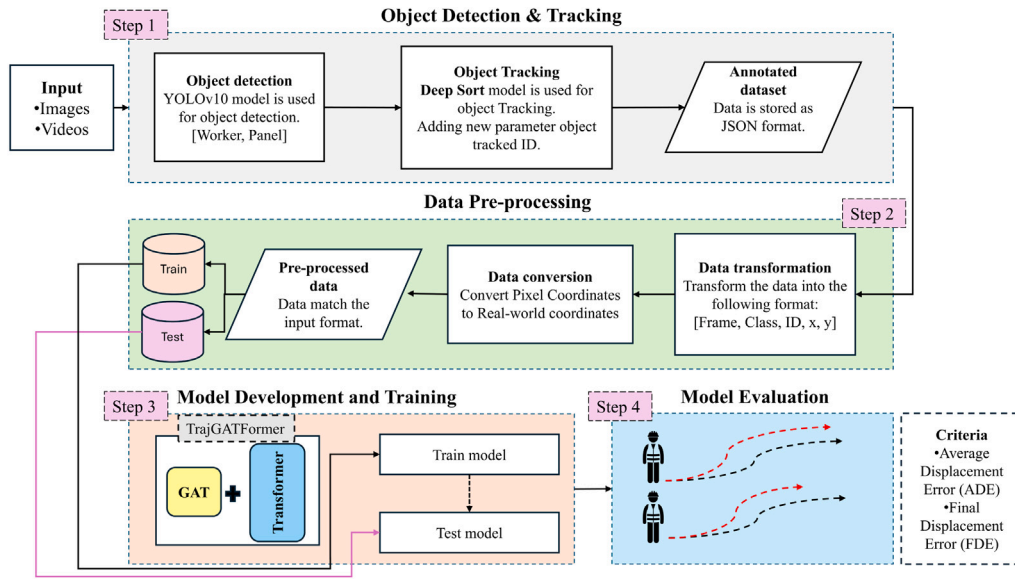 Object Detection & Tracking
Step 1
Input
•Images
•Videos
Object detection
YOLOv10 model is used
for object detection.
[Worker, Panel]
Object Tracking
Deep Sort model is used for
object Tracking.
Adding new parameter object
tracked ID.
Annotated
dataset
Data is stored as
JSON format.
Data Pre-processing
Step 2
Train
Test
Pre-processed
data
Data match the
input format.
Data conversion
Convert Pixel Coordinates
to Real-world coordinates
Data transformation
Transform the data into the
following format:
[Frame, Class, ID, x, y]
Model Development and Training
Step 3
TrajGATFormer
GAT
Transformer
Train model
Test model
Model Evaluation
Step 4
Criteria
•Average
Displacement
Error (ADE)
•Final
Displacement
Error (FDE)